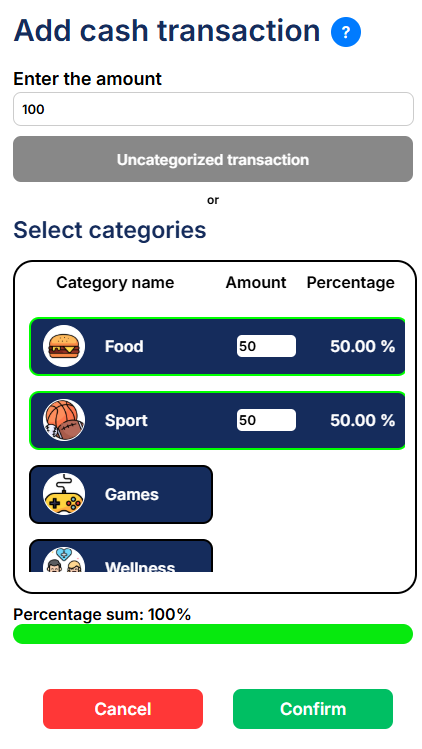 Add cash transaction ?
Enter the amount
100
Uncategorized transaction
or
Select categories
Category name Amount Percentage
Food 50 50.00 %
Sport 50 50.00 %
Games
Wellness
Percentage sum: 100%
Cancel Confirm